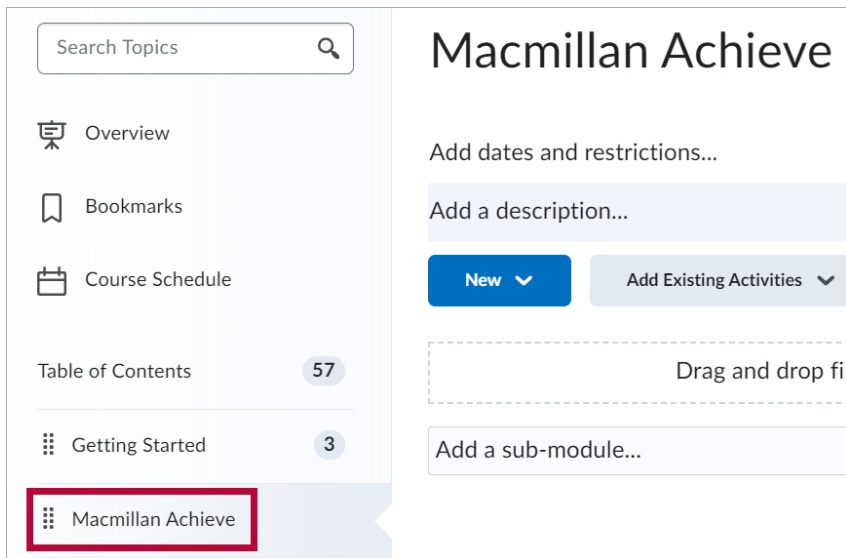 Search Topics
Overview
Bookmarks
Course Schedule
Table of Contents 57
Getting Started 3
Macmillan Achieve
Macmillan Achieve
Add dates and restrictions...
Add a description...
New Add Existing Activities
Drag and drop fi
Add a sub-module...